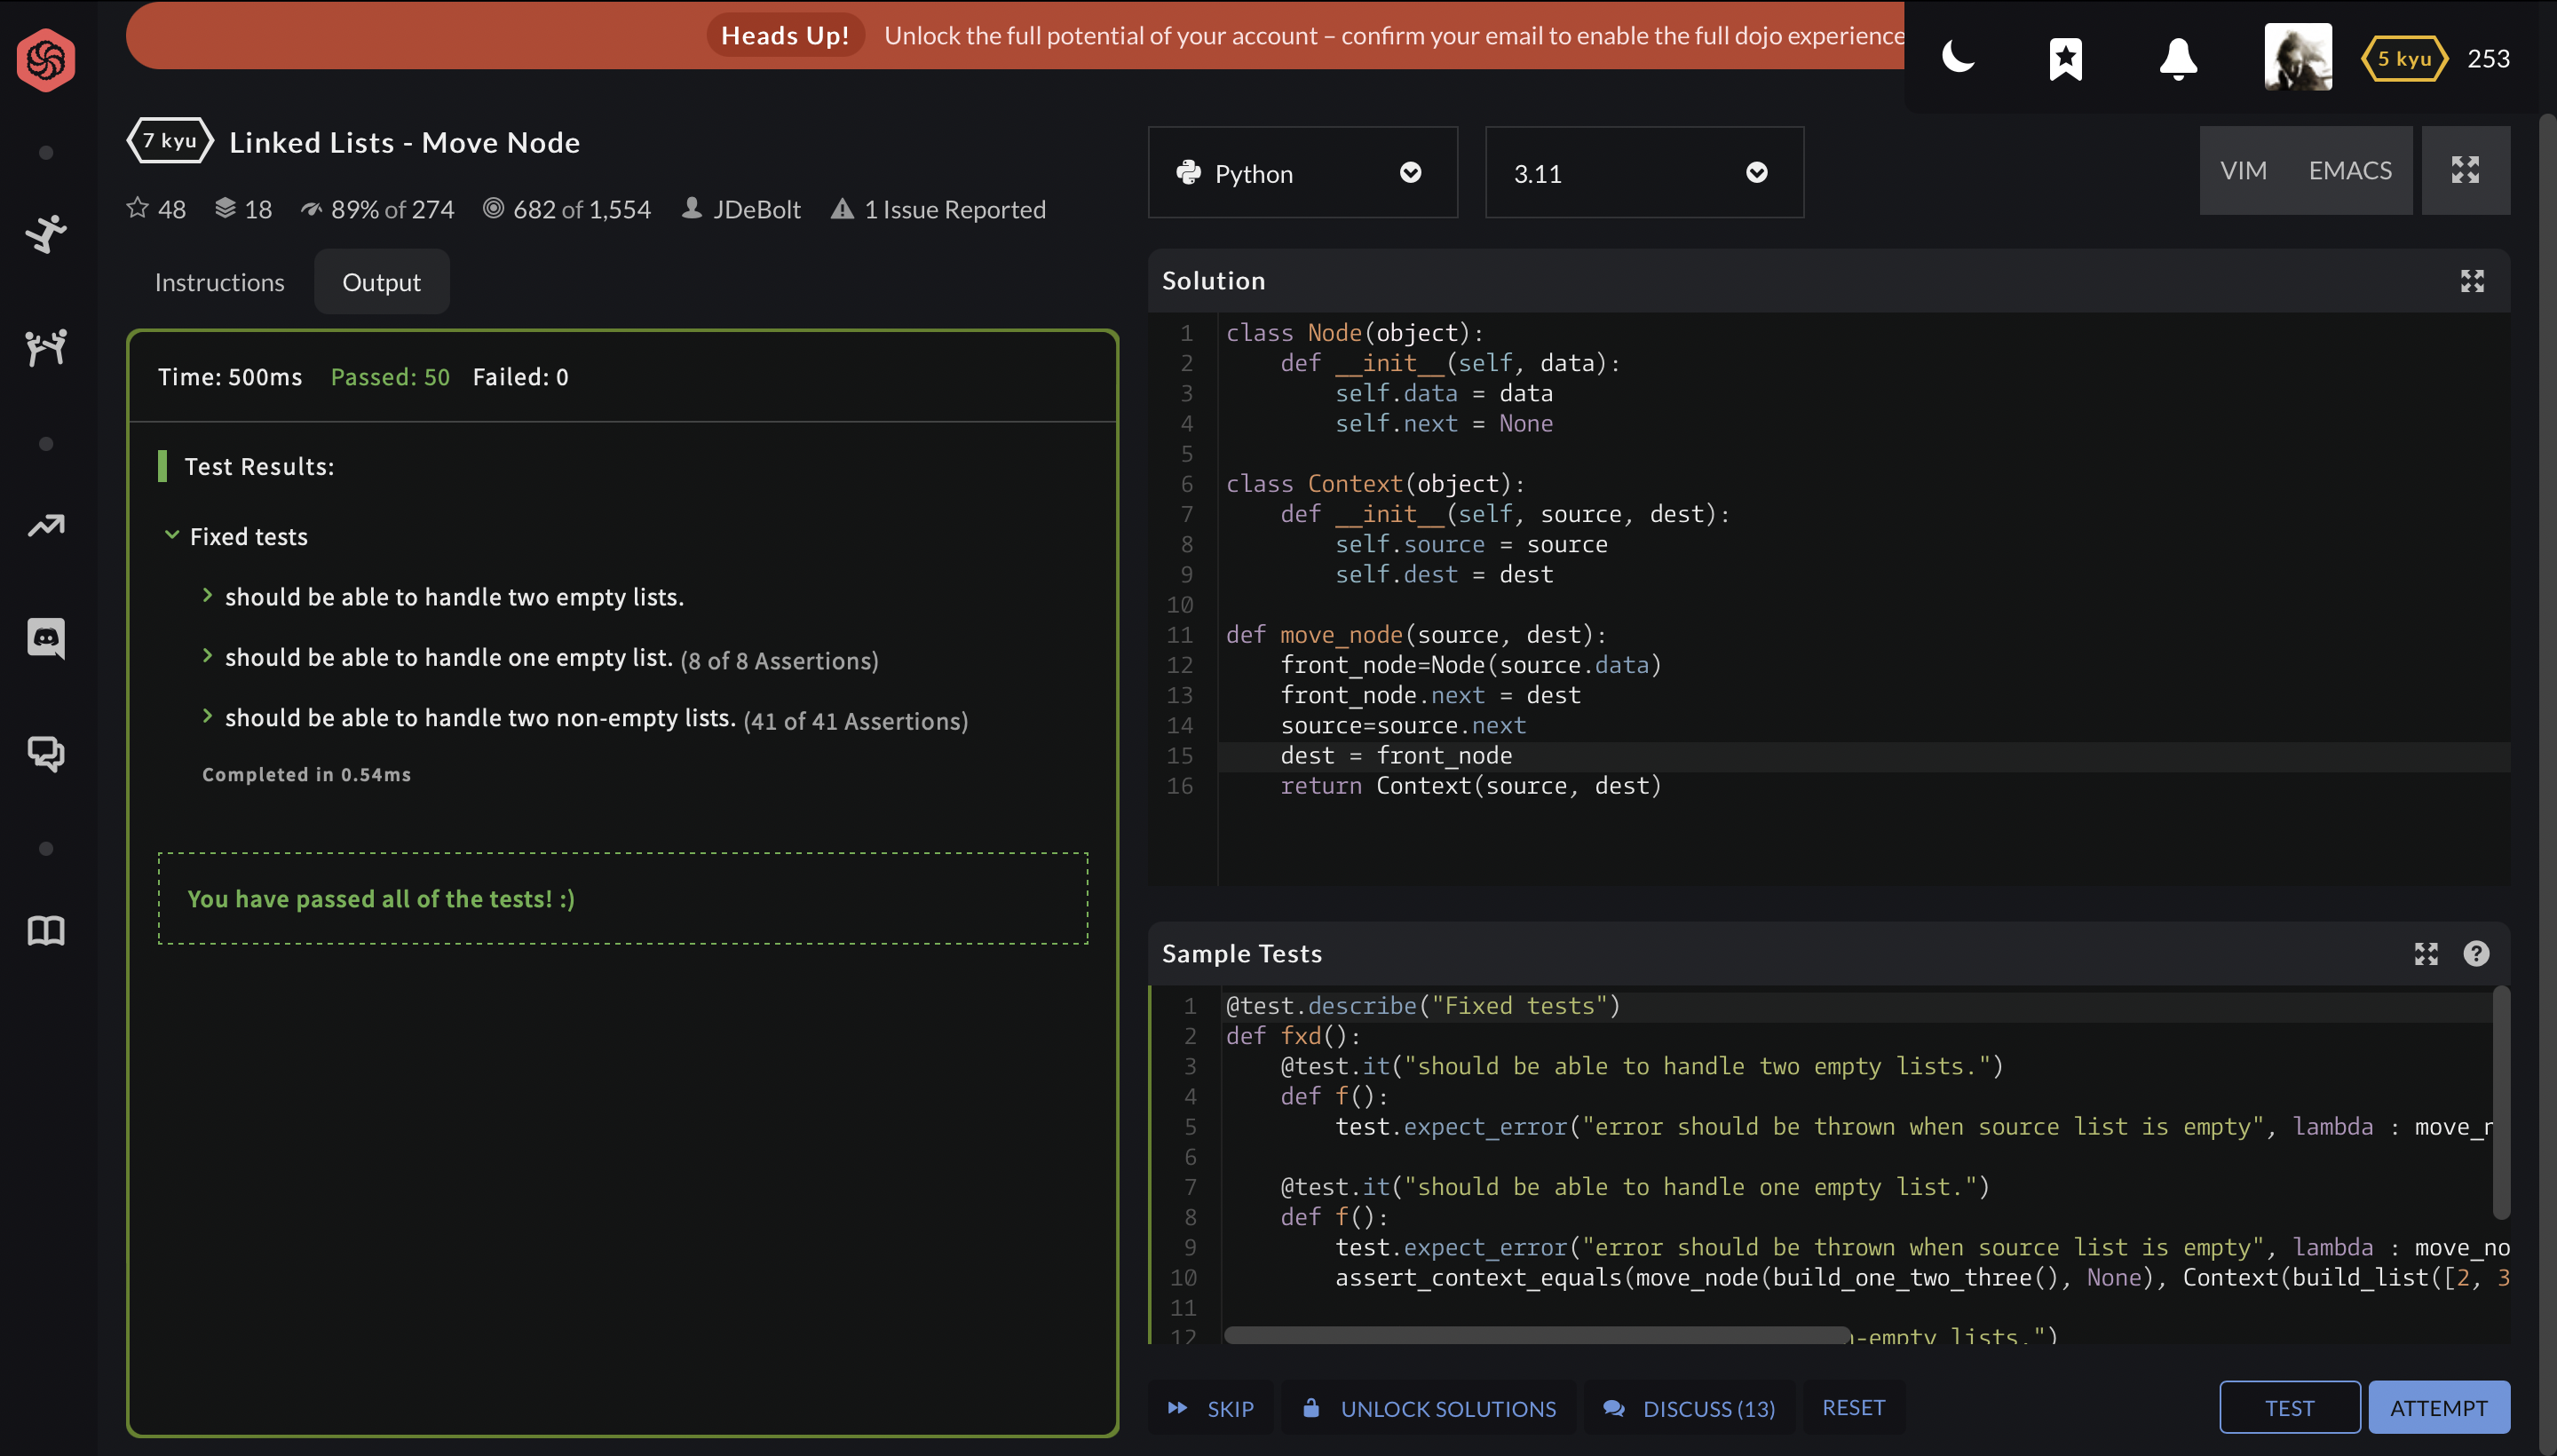 Heads Up! Unlock the full potential of your account – confirm your email to enable the full dojo experience
5 kyu 253
7 kyu Linked Lists - Move Node
48 18 89% of 274 682 of 1,554 JDeBolt 1 Issue Reported
Instructions Output
Time: 500ms Passed: 50 Failed: 0
Test Results:
Fixed tests
should be able to handle two empty lists.
should be able to handle one empty list. (8 of 8 Assertions)
should be able to handle two non-empty lists. (41 of 41 Assertions)
Completed in 0.54ms
You have passed all of the tests! :)
Python 3.11 VIM EMACS
Solution
1 class Node(object):
2     def __init__(self, data):
3         self.data = data
4         self.next = None
5
6 class Context(object):
7     def __init__(self, source, dest):
8         self.source = source
9         self.dest = dest
10
11 def move_node(source, dest):
12     front_node=Node(source.data)
13     front_node.next = dest
14     source=source.next
15     dest = front_node
16     return Context(source, dest)
Sample Tests
1 @test.describe("Fixed tests")
2 def fxd():
3     @test.it("should be able to handle two empty lists.")
4     def f():
5         test.expect_error("error should be thrown when source list is empty", lambda : move_n
6
7     @test.it("should be able to handle one empty list.")
8     def f():
9         test.expect_error("error should be thrown when source list is empty", lambda : move_no
10         assert_context_equals(move_node(build_one_two_three(), None), Context(build_list([2, 3
11
12 -empty lists.")
SKIP UNLOCK SOLUTIONS DISCUSS (13) RESET TEST ATTEMPT